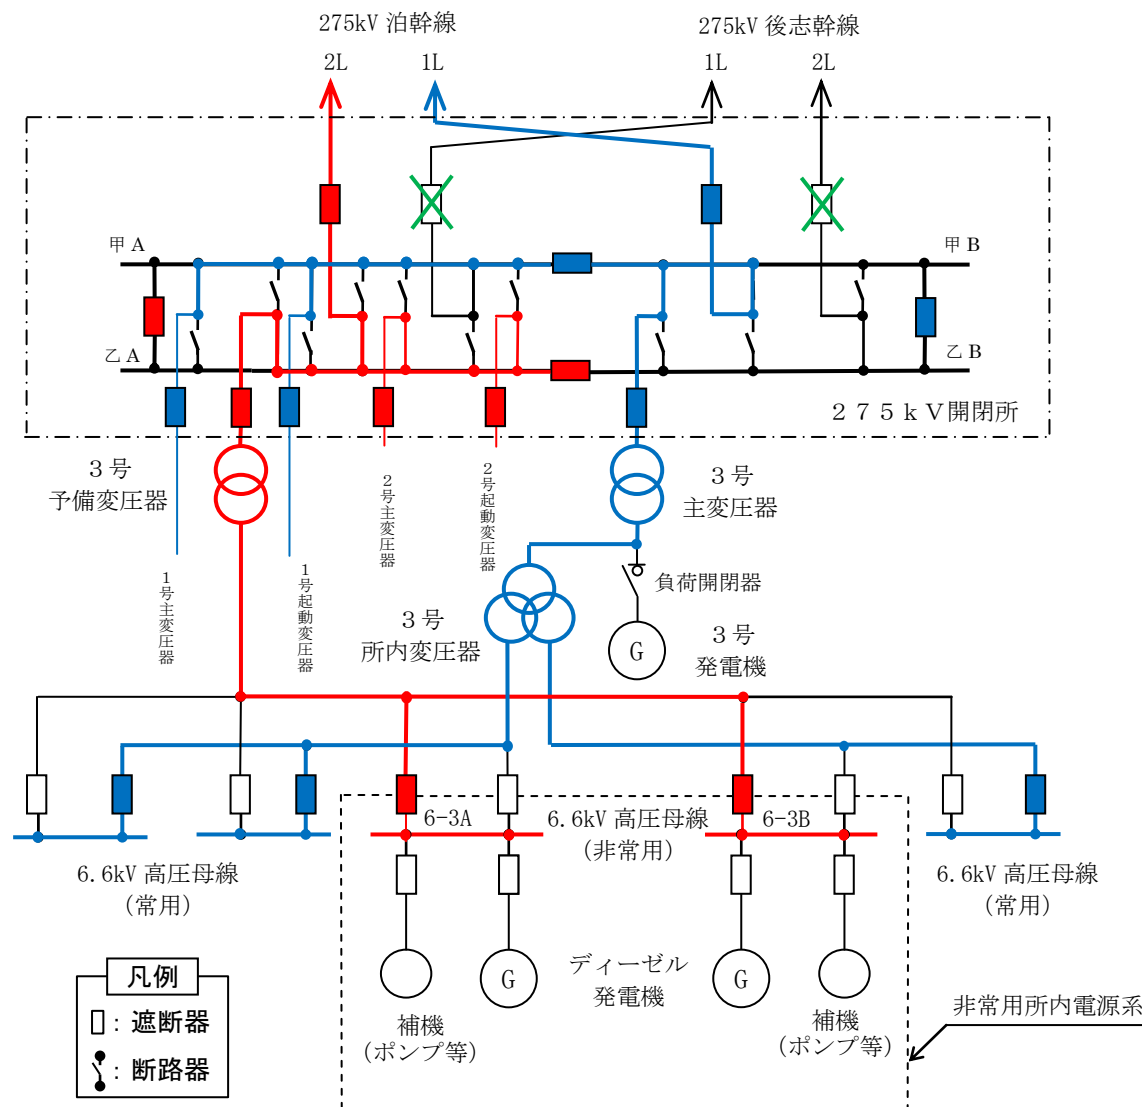 275kV 泊幹線
275kV 後志幹線
2L
1L
1L
2L
甲 A
甲 B
乙 A
乙 B
２７５ｋＶ開閉所
３号
予備変圧器
2号主変圧器
2号起動変圧器
３号
主変圧器
1号主変圧器
1号起動変圧器
負荷開閉器
３号
所内変圧器
G
３号
発電機
6-3A
6.6kV 高圧母線
(非常用)
6-3B
6.6kV 高圧母線
(常用)
6.6kV 高圧母線
(常用)
G
ディーゼル
発電機
G
補機
(ポンプ等)
補機
(ポンプ等)
非常用所内電源系
凡例
：遮断器
：断路器